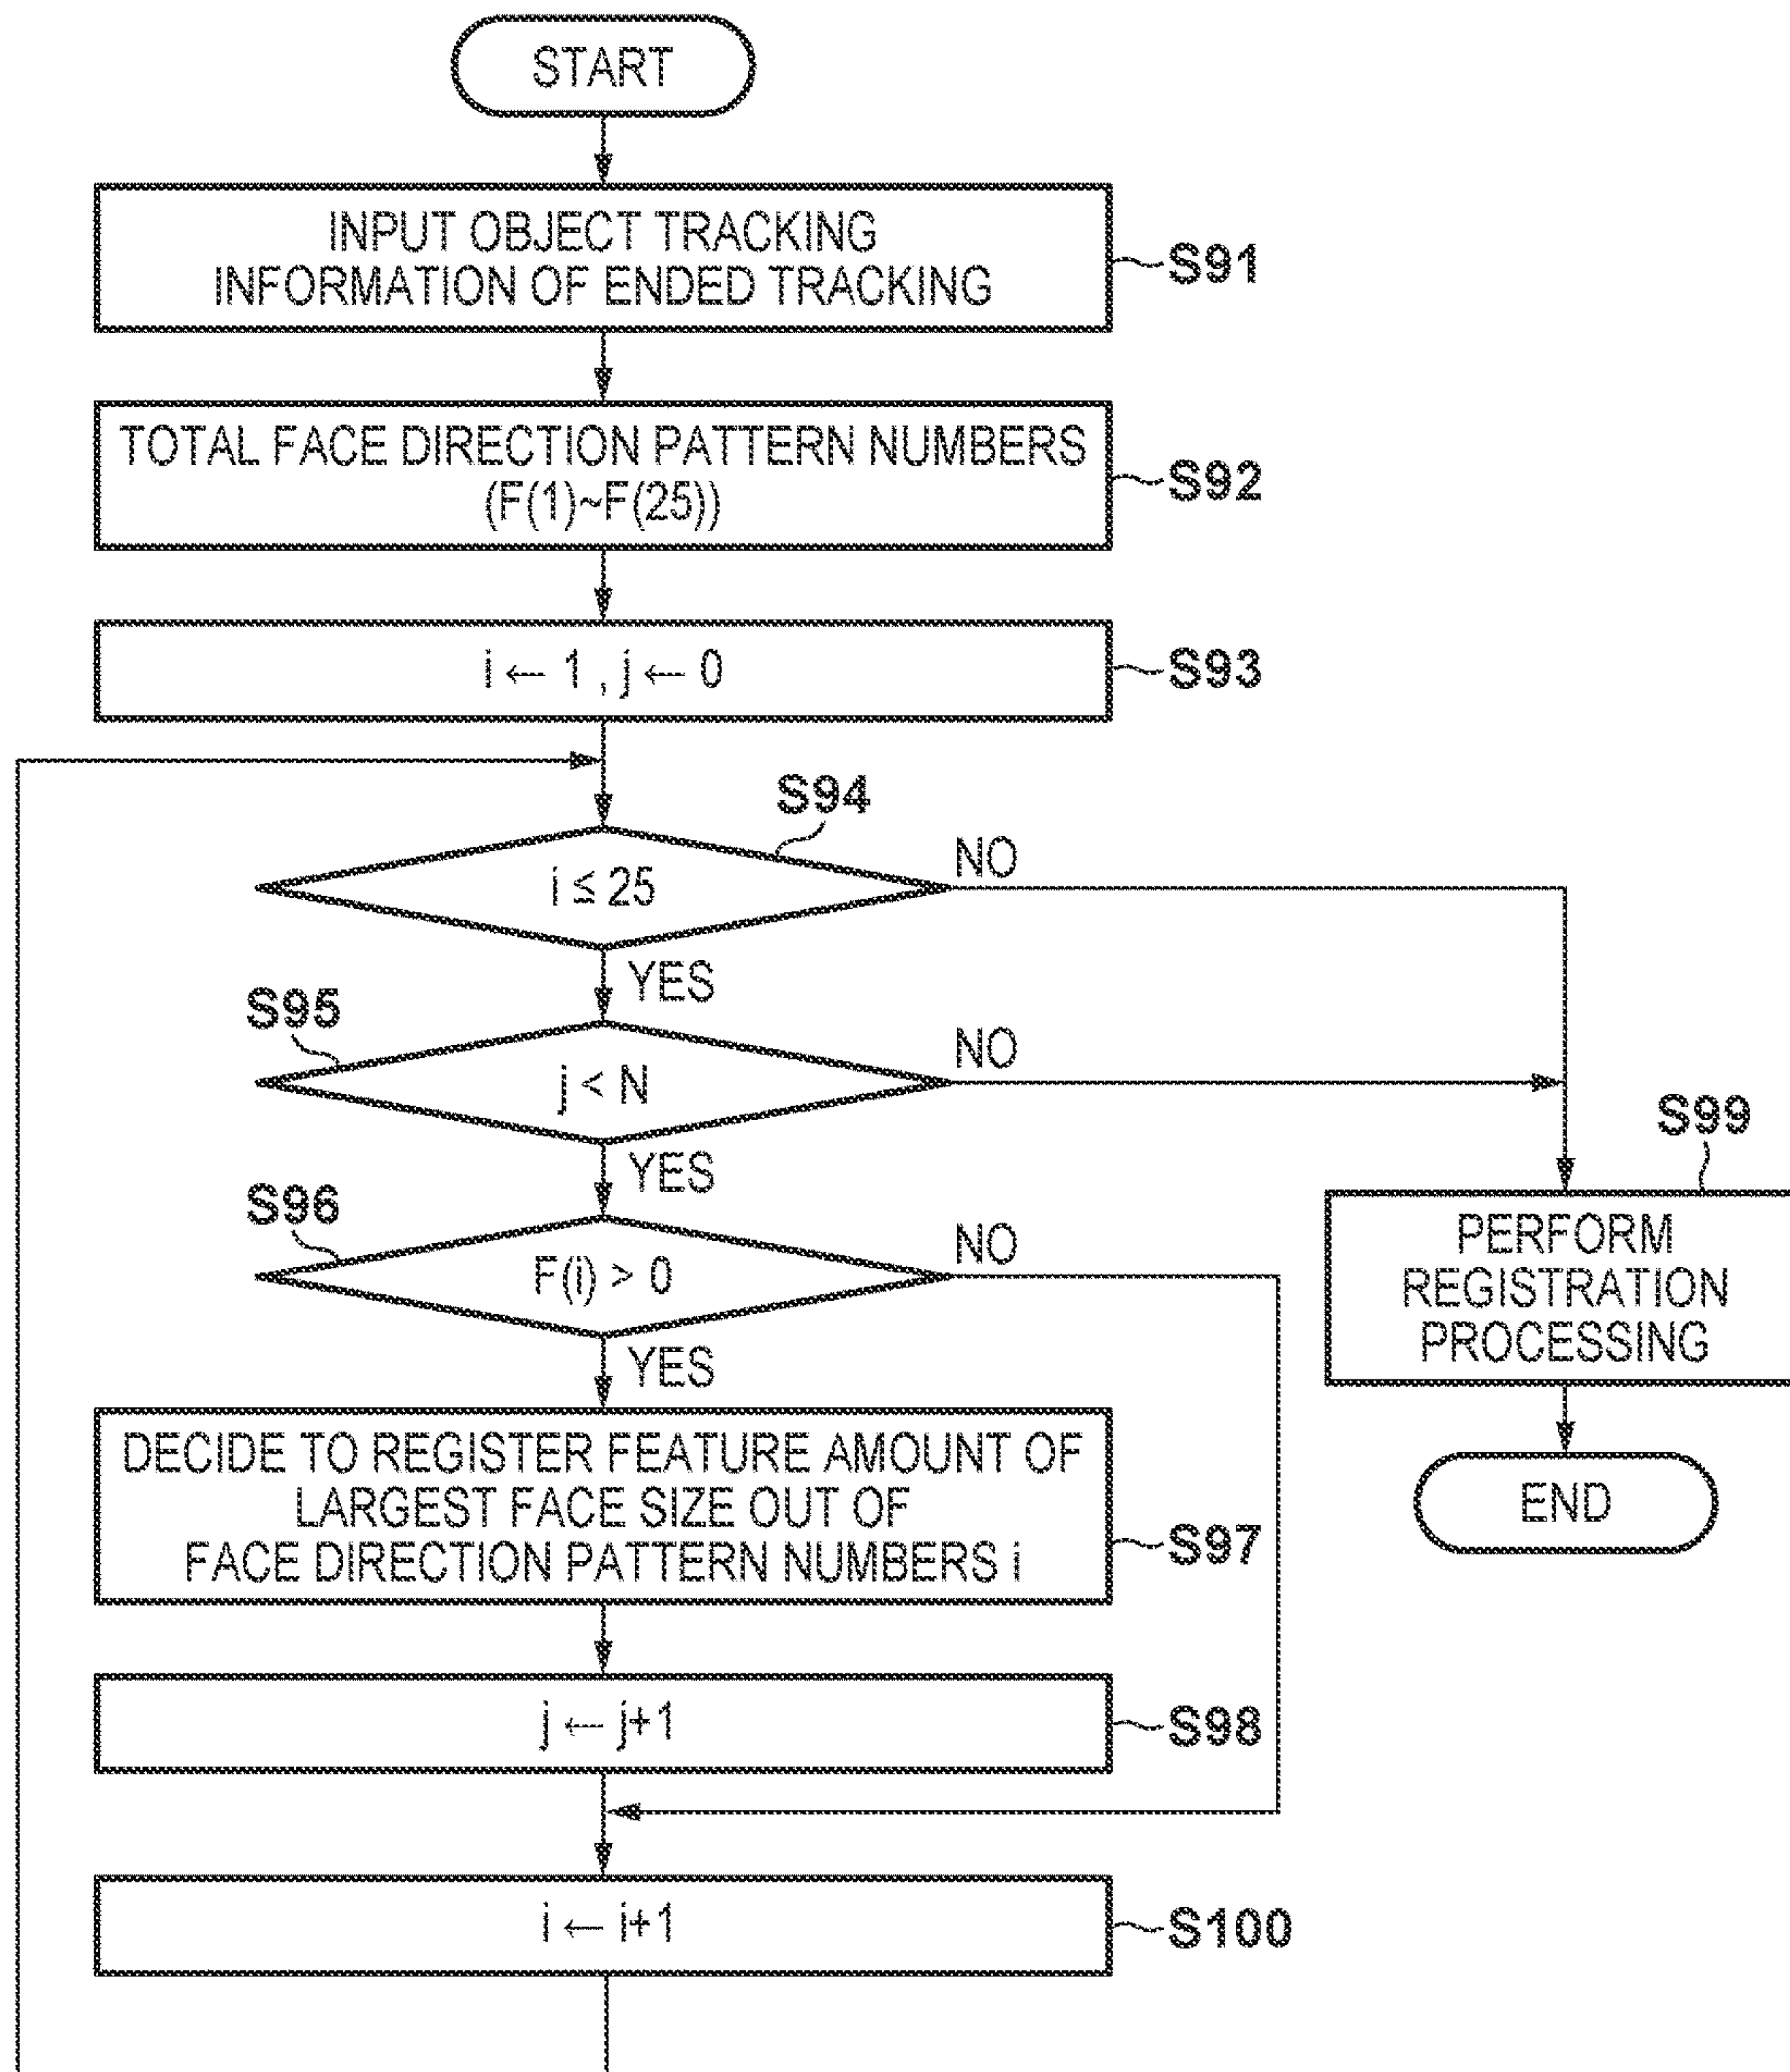 START
INPUT OBJECT TRACKING
INFORMATION OF ENDED TRACKING
S91
TOTAL FACE DIRECTION PATTERN NUMBERS
(F(1)~F(25))
S92
i ← 1 , j ← 0
S93
S94
i ≤ 25
NO
YES
S95
j < N
NO
YES
S96
F(i) > 0
NO
YES
S99
PERFORM
REGISTRATION
PROCESSING
DECIDE TO REGISTER FEATURE AMOUNT OF
LARGEST FACE SIZE OUT OF
FACE DIRECTION PATTERN NUMBERS i
S97
END
j ← j+1
S98
i ← i+1
S100